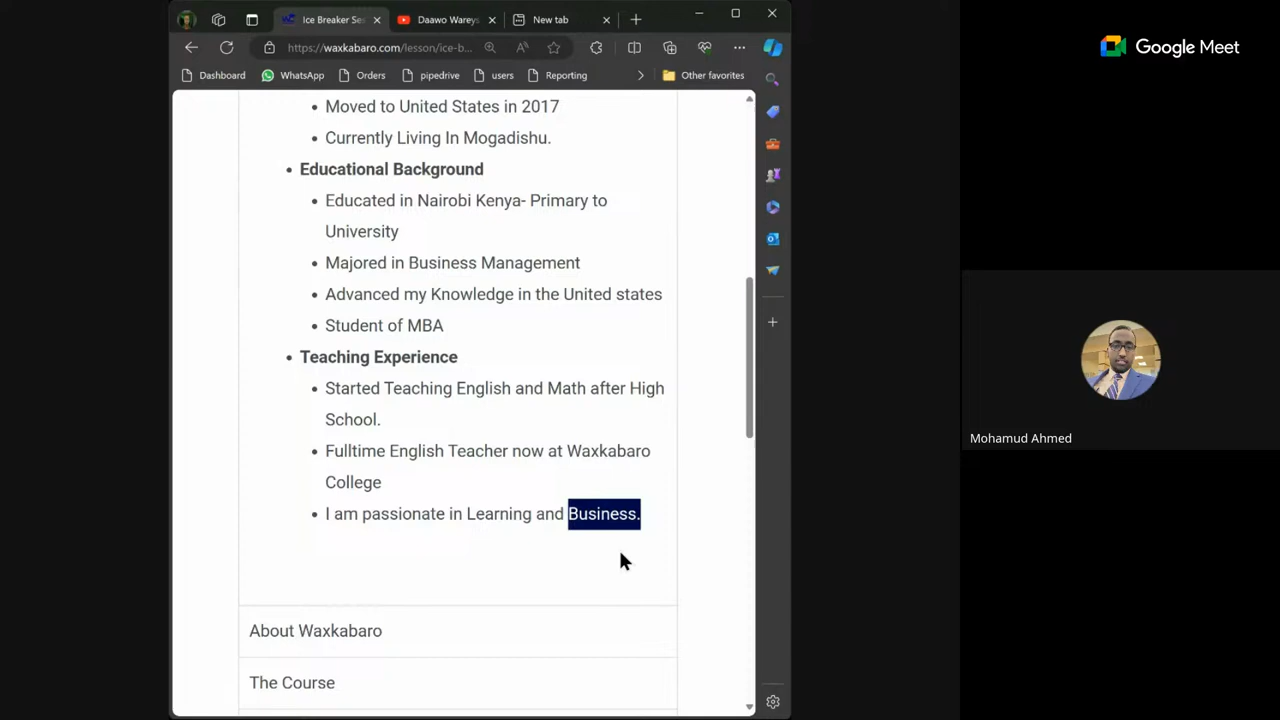 Ice Breaker Ses
Daawo Wareys
New tab
https://waxkabaro.com/lesson/ice-b...
Dashboard
WhatsApp
Orders
pipedrive
users
Reporting
Other favorites
Google Meet
• Moved to United States in 2017
• Currently Living In Mogadishu.
• Educational Background
• Educated in Nairobi Kenya- Primary to
University
• Majored in Business Management
• Advanced my Knowledge in the United states
• Student of MBA
• Teaching Experience
• Started Teaching English and Math after High
School.
• Fulltime English Teacher now at Waxkabaro
College
• I am passionate in Learning and Business.
About Waxkabaro
The Course
Mohamud Ahmed